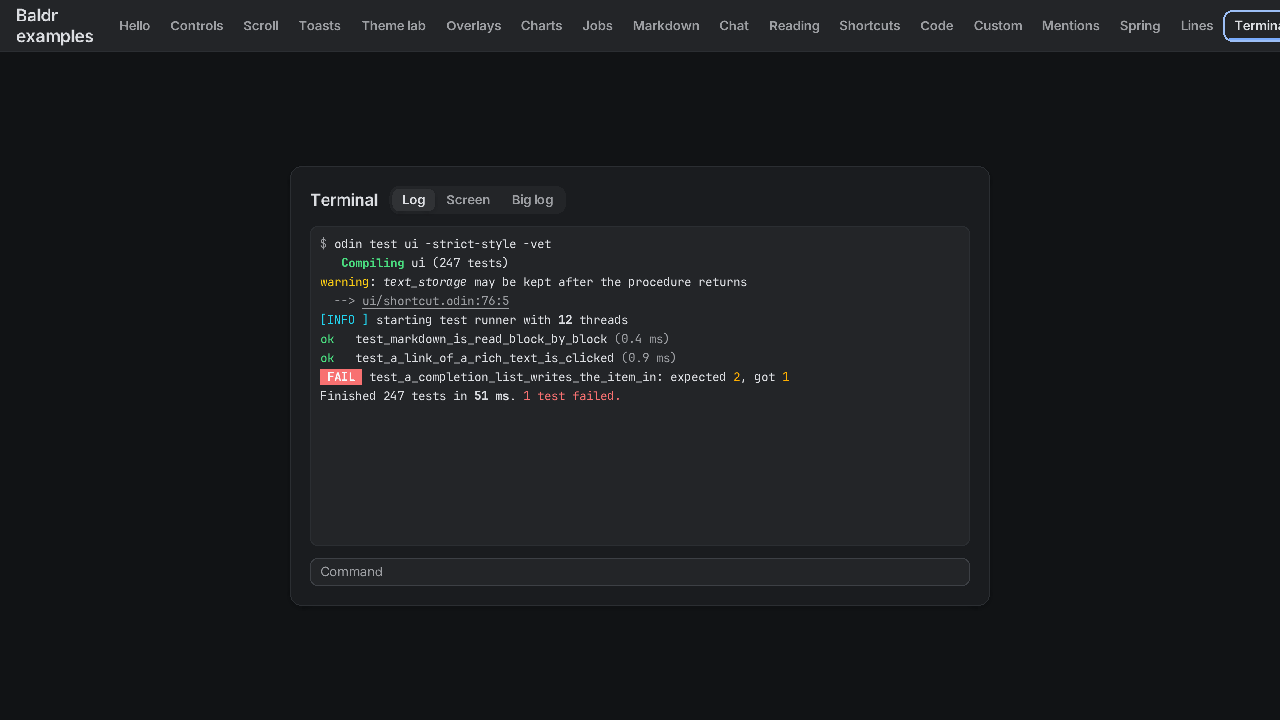 Baldr examples
Hello Controls Scroll Toasts Theme lab Overlays Charts Jobs Markdown Chat Reading Shortcuts Code Custom Mentions Spring Lines
Terminal Log Screen Big log
$ odin test ui -strict-style -vet
Compiling ui (247 tests)
warning: text_storage may be kept after the procedure returns
--> ui/shortcut.odin:76:5
[INFO ] starting test runner with 12 threads
ok test_markdown_is_read_block_by_block (0.4 ms)
ok test_a_link_of_a_rich_text_is_clicked (0.9 ms)
FAIL test_a_completion_list_writes_the_item_in: expected 2, got 1
Finished 247 tests in 51 ms. 1 test failed.
Command